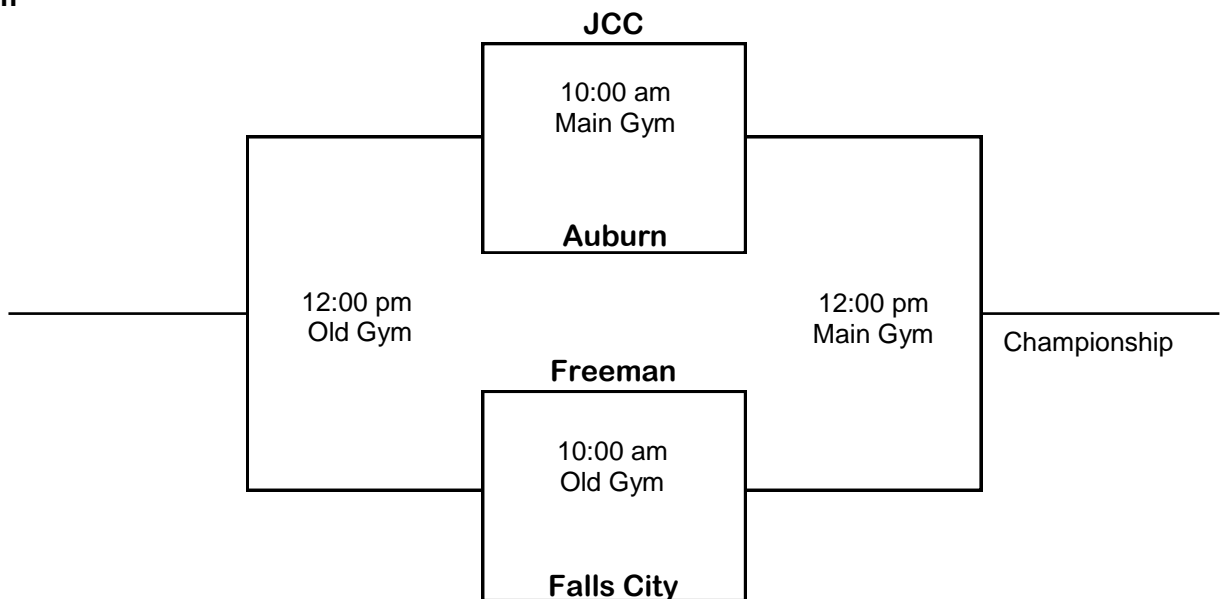 JCC
10:00 am
Main Gym
Auburn
12:00 pm
Old Gym
12:00 pm
Main Gym
Championship
Freeman
10:00 am
Old Gym
Falls City